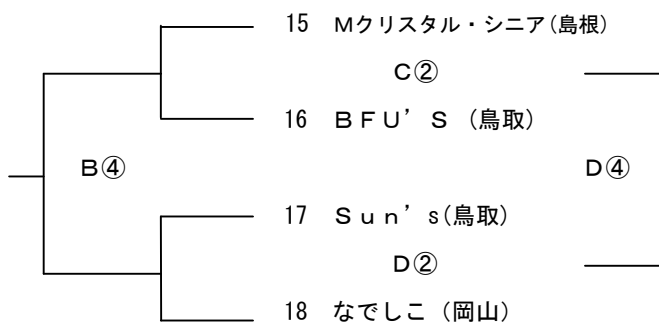 15 Mクリスタル・シニア(島根)
C②
16 BFU'S (鳥取)
B④ D④
17 Sun's(鳥取)
D②
18 なでしこ(岡山)